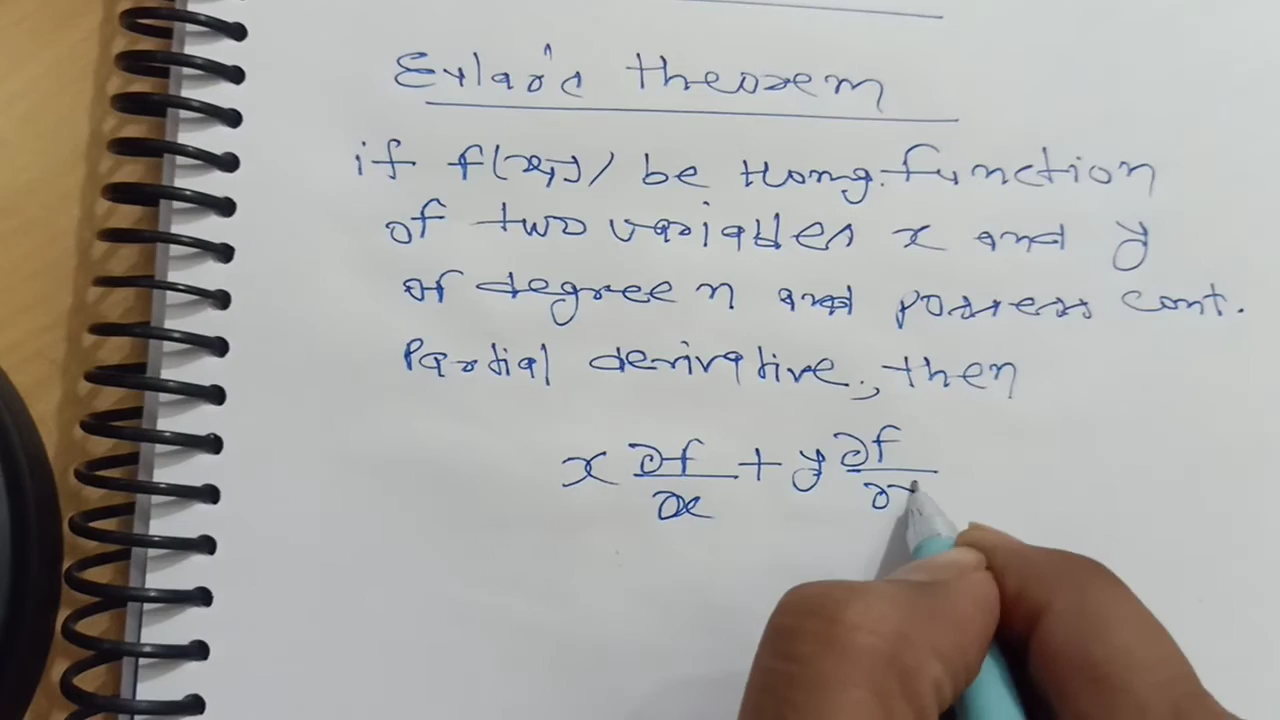 Euler's theorem
if f(x,y) be Homg. function
of two variables x and y
of degree n and possess cont.
Partial derivative, then
x ∂f/∂x + y ∂f/∂y